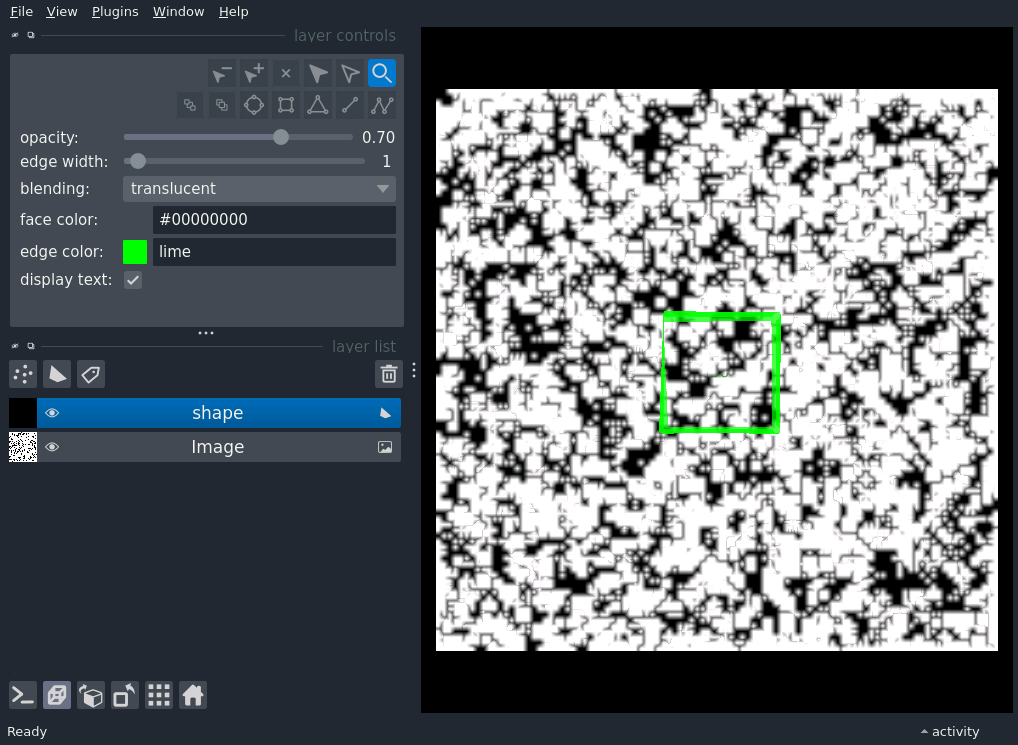 File View Plugins Window Help
layer controls
opacity: 0.70
edge width: 1
blending: translucent
face color: #00000000
edge color: lime
display text:
layer list
shape
Image
Ready
activity